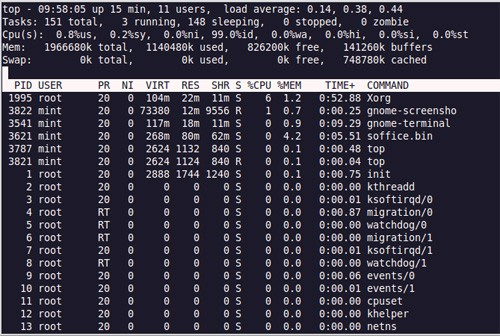 top - 09:58:05 up 15 min, 11 users,  load average: 0.14, 0.38, 0.44
Tasks: 151 total,   3 running, 148 sleeping,   0 stopped,   0 zombie
Cpu(s):  0.8%us,  0.2%sy,  0.0%ni, 99.0%id,  0.0%wa,  0.0%hi,  0.0%si,  0.0%st
Mem:   1966680k total,  1140480k used,   826200k free,   141260k buffers
Swap:        0k total,        0k used,        0k free,   748780k cached
PID USER      PR  NI  VIRT  RES  SHR S %CPU %MEM    TIME+  COMMAND
1995 root      20   0  104m  22m  11m S    6  1.2   0:52.88 Xorg
3822 mint      20   0 73380  12m 9556 R    1  0.7   0:00.25 gnome-screensho
3541 mint      20   0  117m  18m  11m S    0  0.9   0:09.29 gnome-terminal
3621 mint      20   0  268m  80m  62m S    0  4.2   0:05.51 soffice.bin
3787 mint      20   0  2624 1132  840 S    0  0.1   0:00.48 top
3821 mint      20   0  2624 1124  840 R    0  0.1   0:00.04 top
1 root      20   0  2888 1744 1240 S    0  0.1   0:00.75 init
2 root      20   0     0    0    0 S    0  0.0   0:00.00 kthreadd
3 root      20   0     0    0    0 S    0  0.0   0:00.01 ksoftirqd/0
4 root      RT   0     0    0    0 S    0  0.0   0:00.87 migration/0
5 root      RT   0     0    0    0 S    0  0.0   0:00.00 watchdog/0
6 root      RT   0     0    0    0 S    0  0.0   0:00.00 migration/1
7 root      20   0     0    0    0 S    0  0.0   0:00.01 ksoftirqd/1
8 root      RT   0     0    0    0 S    0  0.0   0:00.00 watchdog/1
9 root      20   0     0    0    0 S    0  0.0   0:00.06 events/0
10 root      20   0     0    0    0 S    0  0.0   0:00.01 events/1
11 root      20   0     0    0    0 S    0  0.0   0:00.00 cpuset
12 root      20   0     0    0    0 S    0  0.0   0:00.00 khelper
13 root      20   0     0    0    0 S    0  0.0   0:00.00 netns